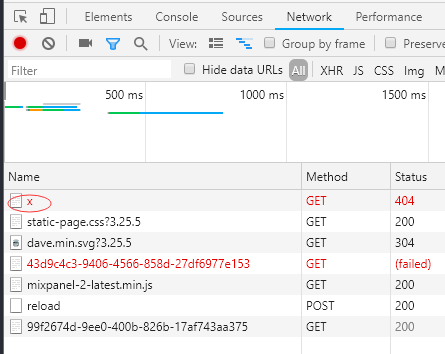 Elements Console Sources Network Performance
View: Group by frame Preserve
Filter Hide data URLs All XHR JS CSS Img M
500 ms 1000 ms 1500 ms
Name Method Status
x GET 404
static-page.css?3.25.5 GET 200
dave.min.svg?3.25.5 GET 304
43d9c4c3-9406-4566-858d-27df6977e153 GET (failed)
mixpanel-2-latest.min.js GET 200
reload POST 200
99f2674d-9ee0-400b-826b-17af743aa375 GET 200